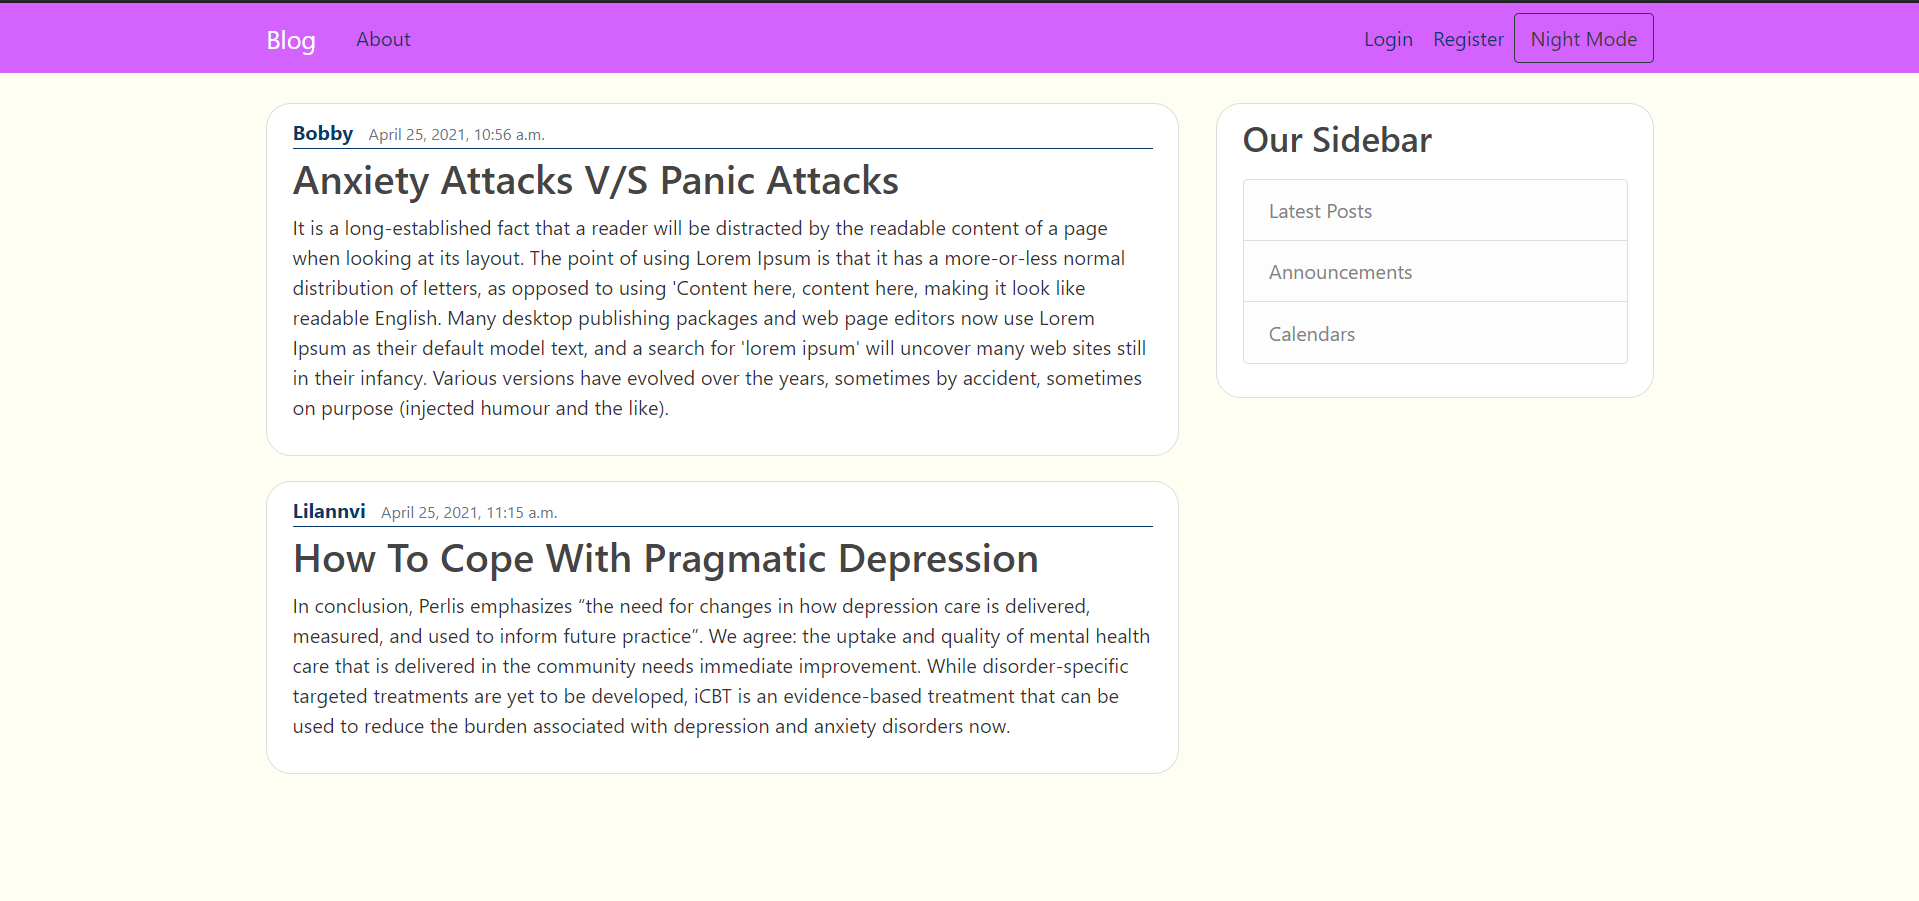 Blog About Login Register Night Mode
Bobby April 25, 2021, 10:56 a.m.
Anxiety Attacks V/S Panic Attacks
It is a long-established fact that a reader will be distracted by the readable content of a page
when looking at its layout. The point of using Lorem Ipsum is that it has a more-or-less normal
distribution of letters, as opposed to using 'Content here, content here, making it look like
readable English. Many desktop publishing packages and web page editors now use Lorem
Ipsum as their default model text, and a search for 'lorem ipsum' will uncover many web sites still
in their infancy. Various versions have evolved over the years, sometimes by accident, sometimes
on purpose (injected humour and the like).
Lilannvi April 25, 2021, 11:15 a.m.
How To Cope With Pragmatic Depression
In conclusion, Perlis emphasizes “the need for changes in how depression care is delivered,
measured, and used to inform future practice”. We agree: the uptake and quality of mental health
care that is delivered in the community needs immediate improvement. While disorder-specific
targeted treatments are yet to be developed, iCBT is an evidence-based treatment that can be
used to reduce the burden associated with depression and anxiety disorders now.
Our Sidebar
Latest Posts
Announcements
Calendars